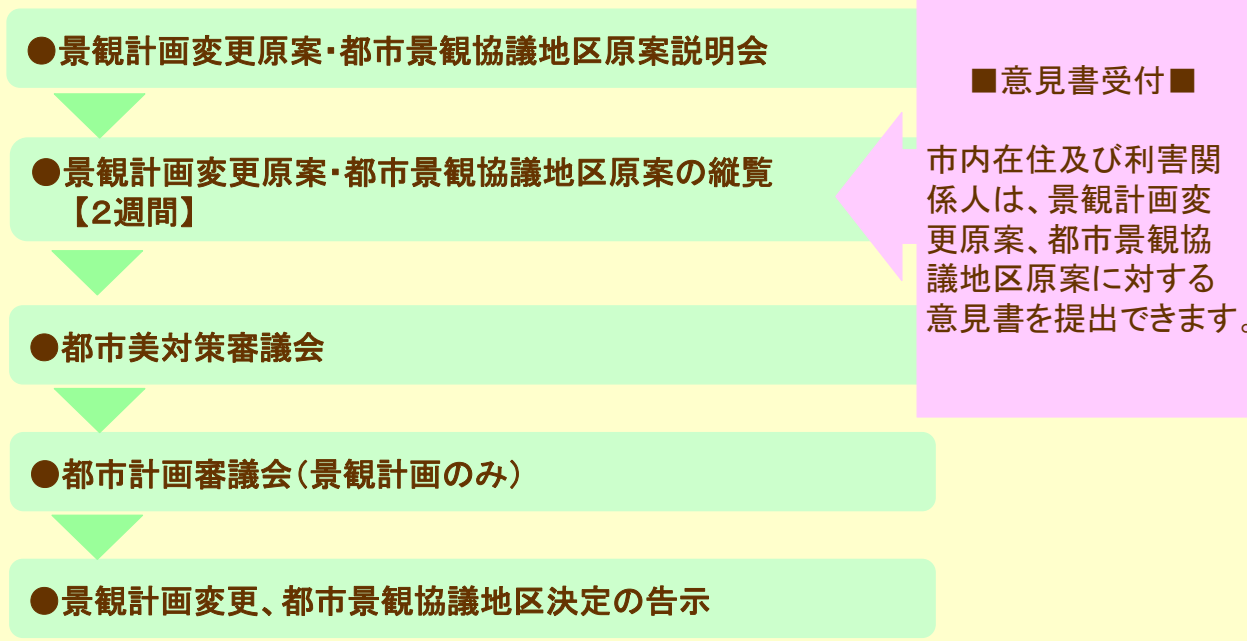 ●景観計画変更原案・都市景観協議地区原案説明会
●景観計画変更原案・都市景観協議地区原案の縦覧
【２週間】
●都市美対策審議会
●都市計画審議会（景観計画のみ）
●景観計画変更、都市景観協議地区決定の告示
■意見書受付■
市内在住及び利害関
係人は、景観計画変
更原案、都市景観協
議地区原案に対する
意見書を提出できます。